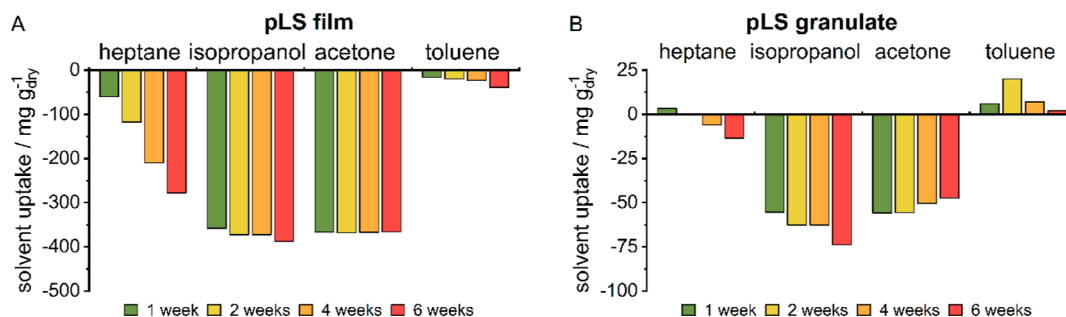 A
pLS film
heptane isopropanol acetone toluene
0
-100
-200
-300
-400
-500
solvent uptake / mg g⁻¹dry
1 week 2 weeks 4 weeks 6 weeks
B
pLS granulate
heptane isopropanol acetone toluene
25
0
-25
-50
-75
-100
solvent uptake / mg g⁻¹dry
1 week 2 weeks 4 weeks 6 weeks